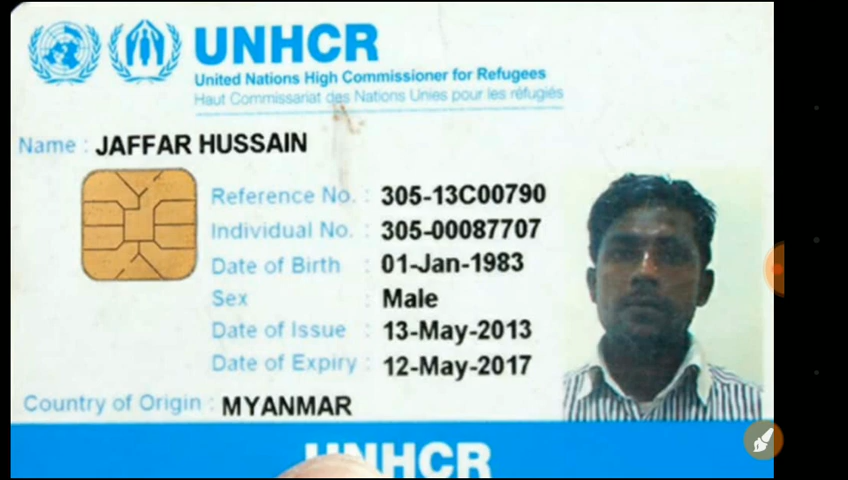 UNHCR
United Nations High Commissioner for Refugees
Haut Commissariat des Nations Unies pour les réfugiés
Name : JAFFAR HUSSAIN
Reference No. : 305-13C00790
Individual No. : 305-00087707
Date of Birth : 01-Jan-1983
Sex : Male
Date of Issue : 13-May-2013
Date of Expiry : 12-May-2017
Country of Origin : MYANMAR
UNHCR